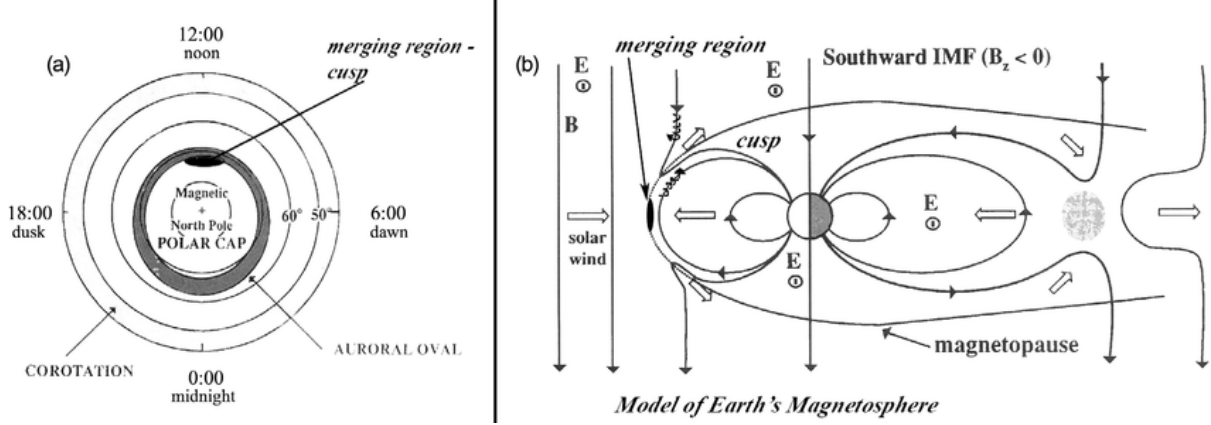 12:00
noon
merging region -
cusp
(a)
Magnetic
+
North Pole
POLAR CAP
60° 50°
18:00
dusk
6:00
dawn
COROTATION
AURORAL OVAL
0:00
midnight
(b)
merging region
Southward IMF (Bz < 0)
E
E
B
cusp
E
solar
wind
E
magnetopause
Model of Earth's Magnetosphere